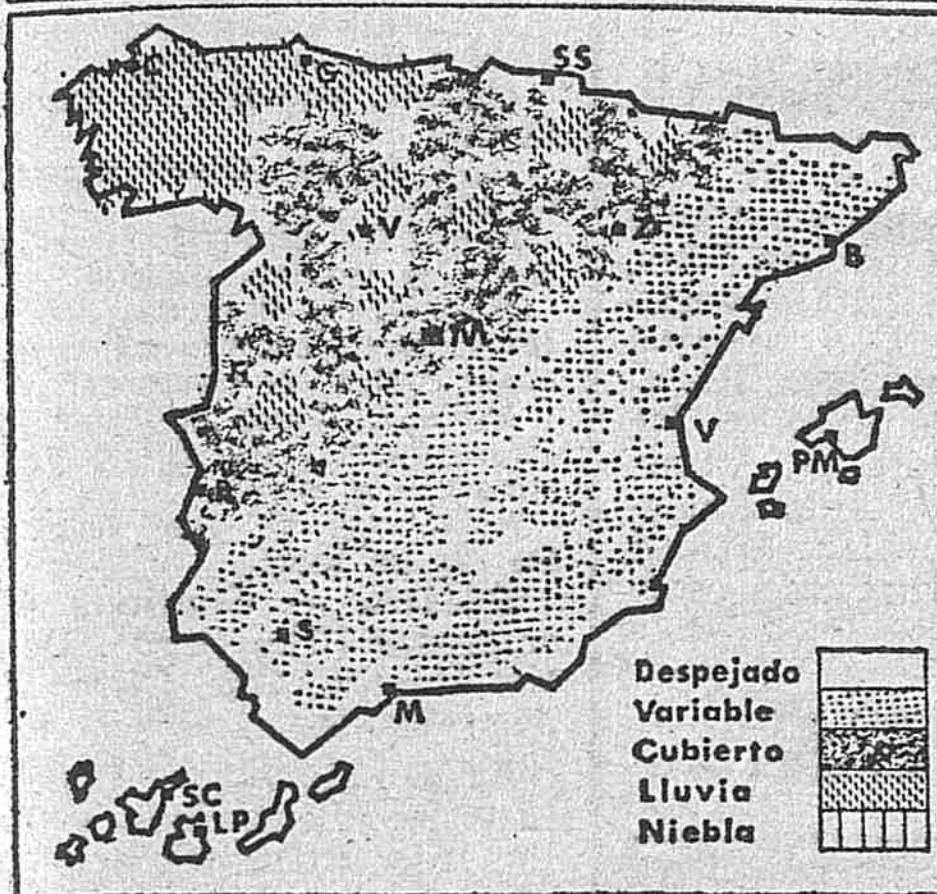 G
SS
V
Z
B
M
V
PM
S
M
SC
LP
Despejado
Variable
Cubierto
Lluvia
Niebla